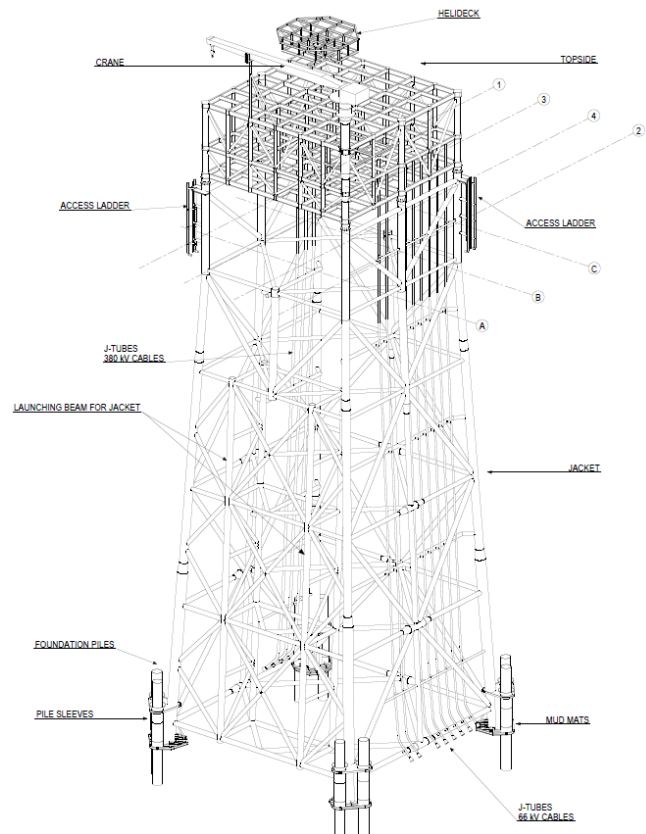 HELIDECK
CRANE
TOPSIDE
1
3
4
2
ACCESS LADDER
ACCESS LADDER
C
B
A
J-TUBES
380 kV CABLES
LAUNCHING BEAM FOR JACKET
JACKET
FOUNDATION PILES
PILE SLEEVES
MUD MATS
J-TUBES
66 kV CABLES